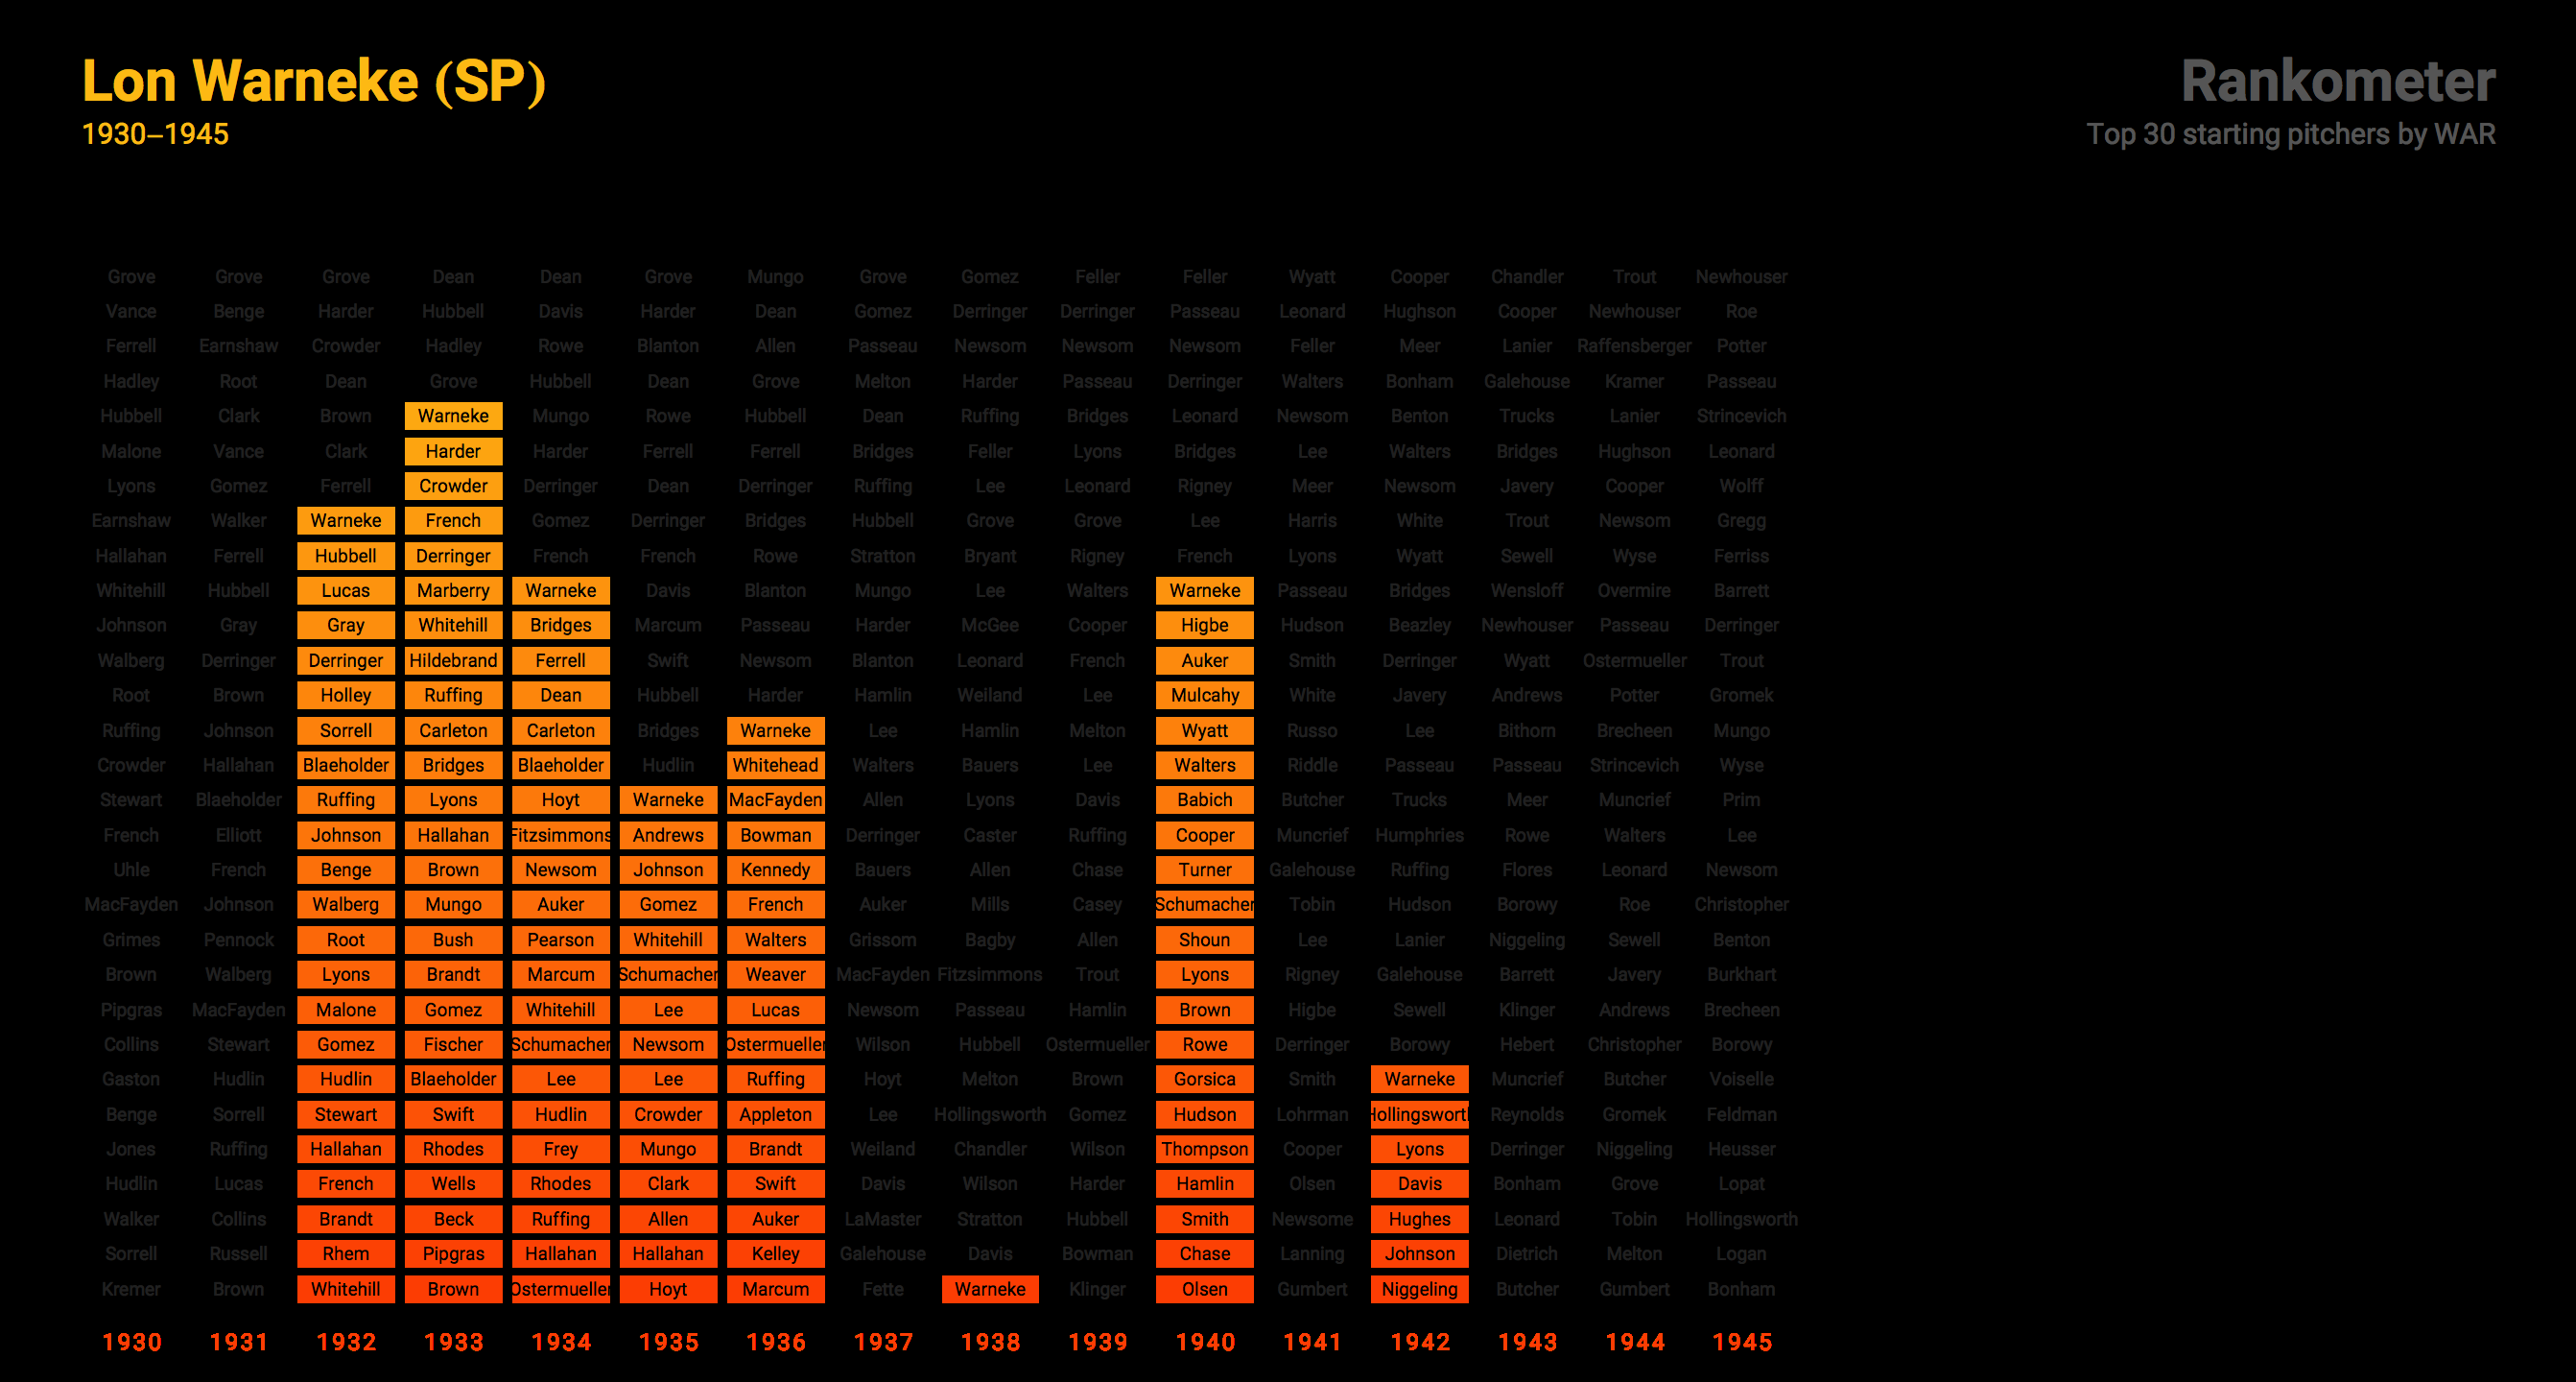 Lon Warneke (SP)
1930–1945
Rankometer
Top 30 starting pitchers by WAR
Grove Grove Grove Dean Dean Grove Mungo Grove Gomez Feller Feller Wyatt Cooper Chandler Trout Newhouser
Vance Benge Harder Hubbell Davis Harder Dean Gomez Derringer Derringer Passeau Leonard Hughson Cooper Newhouser Roe
Ferrell Earnshaw Crowder Hadley Rowe Blanton Allen Passeau Newsom Newsom Newsom Feller Meer Lanier Raffensberger Potter
Hadley Root Dean Grove Hubbell Dean Grove Melton Harder Passeau Derringer Walters Bonham Galehouse Kramer Passeau
Hubbell Clark Brown Warneke Mungo Rowe Hubbell Dean Ruffing Bridges Leonard Newsom Benton Trucks Lanier Strincevich
Malone Vance Clark Harder Harder Ferrell Ferrell Bridges Feller Lyons Bridges Lee Walters Bridges Hughson Leonard
Lyons Gomez Ferrell Crowder Derringer Dean Derringer Ruffing Lee Leonard Rigney Meer Newsom Javery Cooper Wolff
Earnshaw Walker Warneke French Gomez Derringer Bridges Hubbell Grove Grove Lee Harris White Trout Newsom Gregg
Hallahan Ferrell Hubbell Derringer French French Rowe Stratton Bryant Rigney French Lyons Wyatt Sewell Wyse Ferriss
Whitehill Hubbell Lucas Marberry Warneke Davis Blanton Mungo Lee Walters Warneke Passeau Bridges Wensloff Overmire Barrett
Johnson Gray Gray Whitehill Bridges Marcum Passeau Harder McGee Cooper Higbe Hudson Beazley Newhouser Passeau Derringer
Walberg Derringer Derringer Hildebrand Ferrell Swift Newsom Blanton Leonard French Auker Smith Derringer Wyatt Ostermueller Trout
Root Brown Holley Ruffing Dean Hubbell Harder Hamlin Weiland Lee Mulcahy White Javery Andrews Potter Gromek
Ruffing Johnson Sorrell Carleton Carleton Bridges Warneke Lee Hamlin Melton Wyatt Russo Lee Bithorn Brecheen Mungo
Crowder Hallahan Blaeholder Bridges Blaeholder Hudlin Whitehead Walters Bauers Lee Walters Riddle Passeau Passeau Strincevich Wyse
Stewart Blaeholder Ruffing Lyons Hoyt Warneke MacFayden Allen Lyons Davis Babich Butcher Trucks Meer Muncrief Prim
French Elliott Johnson Hallahan Fitzsimmons Andrews Bowman Derringer Caster Ruffing Cooper Muncrief Humphries Rowe Walters Lee
Uhle French Benge Brown Newsom Johnson Kennedy Bauers Allen Chase Turner Galehouse Ruffing Flores Leonard Newsom
MacFayden Johnson Walberg Mungo Auker Gomez French Auker Mills Casey Schumacher Tobin Hudson Borowy Roe Christopher
Grimes Pennock Root Bush Pearson Whitehill Walters Grissom Bagby Allen Shoun Lee Lanier Niggeling Sewell Benton
Brown Walberg Lyons Brandt Marcum Schumacher Weaver MacFayden Fitzsimmons Trout Lyons Rigney Galehouse Barrett Javery Burkhart
Pipgras MacFayden Malone Gomez Whitehill Lee Lucas Newsom Passeau Hamlin Brown Higbe Sewell Klinger Andrews Brecheen
Collins Stewart Gomez Fischer Schumacher Newsom Ostermueller Wilson Hubbell Ostermueller Rowe Derringer Borowy Hebert Christopher Borowy
Gaston Hudlin Hudlin Blaeholder Lee Lee Ruffing Hoyt Melton Brown Gorsica Smith Warneke Muncrief Butcher Voiselle
Benge Sorrell Stewart Swift Hudlin Crowder Appleton Lee Hollingsworth Gomez Hudson Lohrman Hollingsworth Reynolds Gromek Feldman
Jones Ruffing Hallahan Rhodes Frey Mungo Brandt Weiland Chandler Wilson Thompson Cooper Lyons Derringer Niggeling Heusser
Hudlin Lucas French Wells Rhodes Clark Swift Davis Wilson Harder Hamlin Olsen Davis Bonham Grove Lopat
Walker Collins Brandt Beck Ruffing Allen Auker LaMaster Stratton Hubbell Smith Newsome Hughes Leonard Tobin Hollingsworth
Sorrell Russell Rhem Pipgras Hallahan Hallahan Kelley Galehouse Davis Bowman Chase Lanning Johnson Dietrich Melton Logan
Kremer Brown Whitehill Brown Ostermueller Hoyt Marcum Fette Warneke Klinger Olsen Gumbert Niggeling Butcher Gumbert Bonham
1930 1931 1932 1933 1934 1935 1936 1937 1938 1939 1940 1941 1942 1943 1944 1945